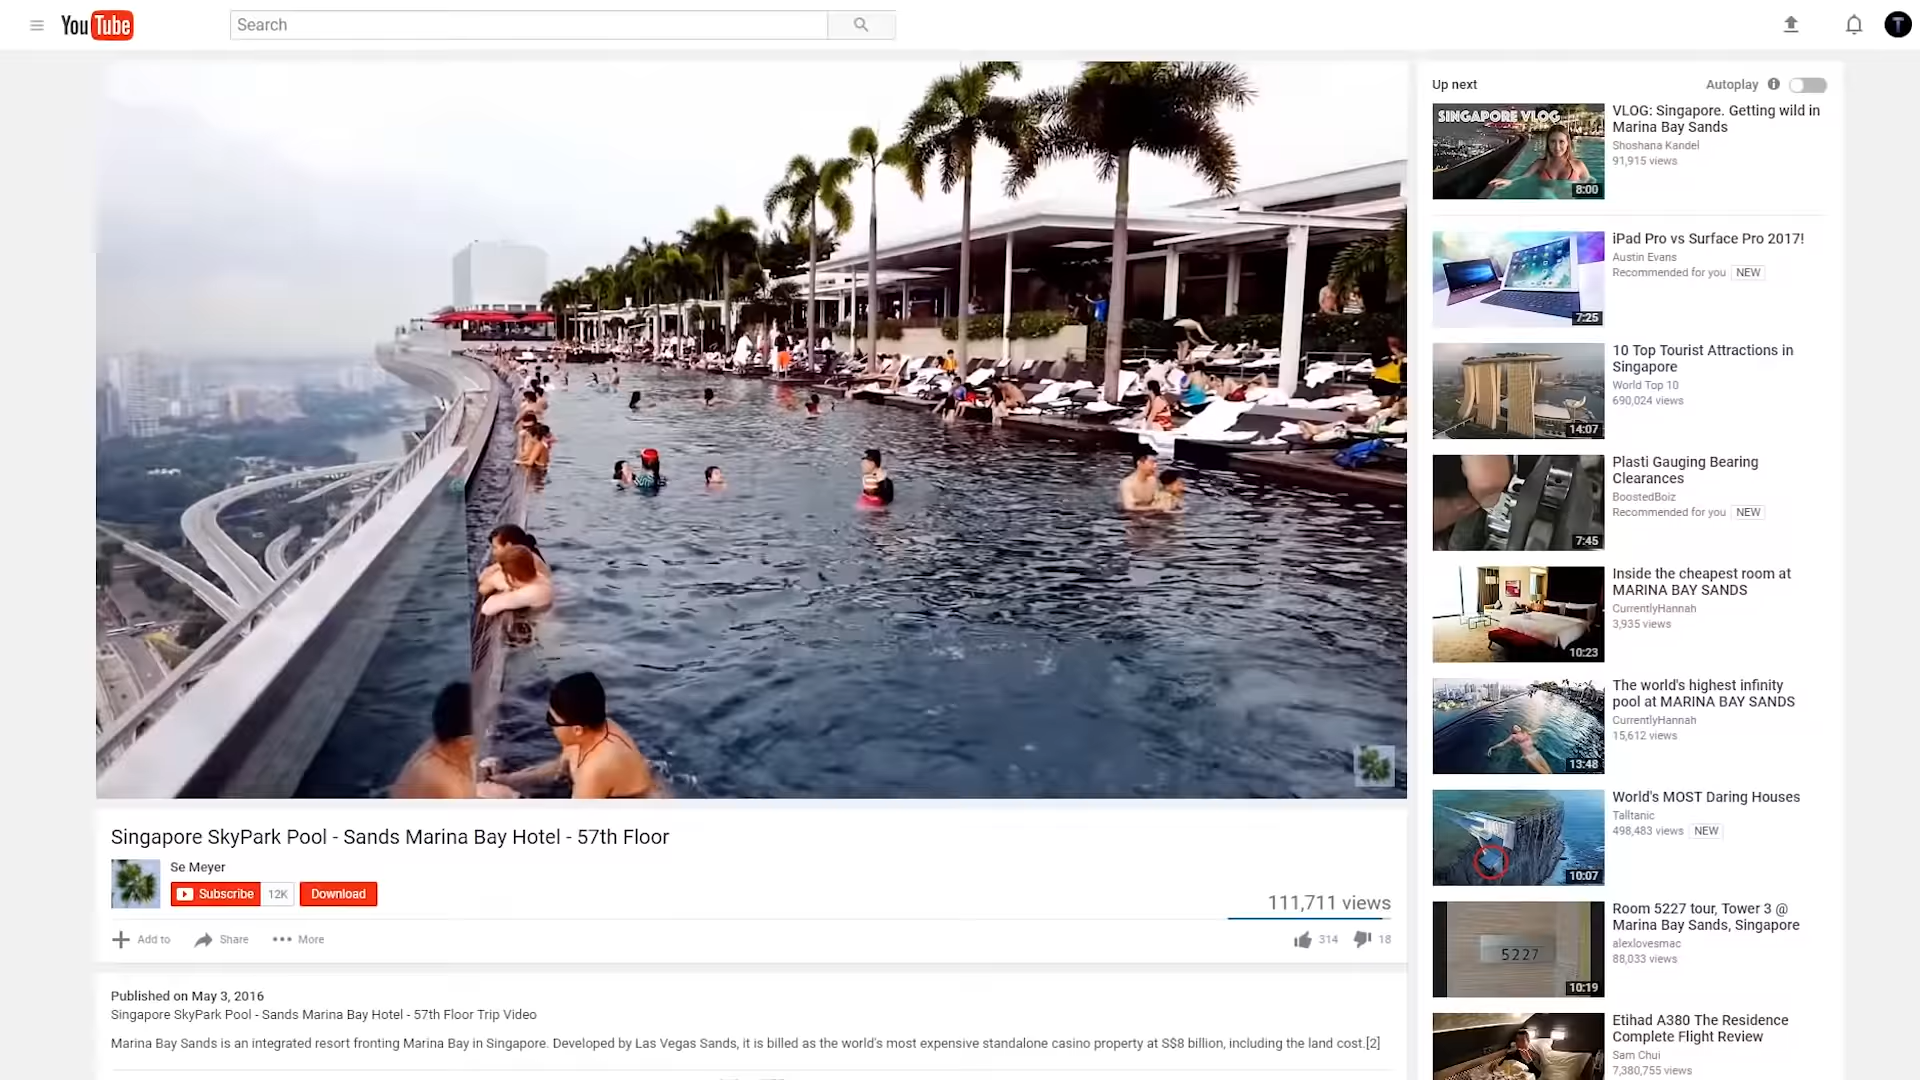 YouTube
Search
Up next
Autoplay
SINGAPORE VLOG
8:00
VLOG: Singapore. Getting wild in
Marina Bay Sands
Shoshana Kandel
91,915 views
7:25
iPad Pro vs Surface Pro 2017!
Austin Evans
Recommended for you NEW
14:07
10 Top Tourist Attractions in
Singapore
World Top 10
690,024 views
7:45
Plasti Gauging Bearing
Clearances
BoostedBoiz
Recommended for you NEW
10:23
Inside the cheapest room at
MARINA BAY SANDS
CurrentlyHannah
3,935 views
13:48
The world's highest infinity
pool at MARINA BAY SANDS
CurrentlyHannah
15,612 views
10:07
World's MOST Daring Houses
Talltanic
498,483 views NEW
5227
10:19
Room 5227 tour, Tower 3 @
Marina Bay Sands, Singapore
alexlovesmac
88,033 views
Etihad A380 The Residence
Complete Flight Review
Sam Chui
7,380,755 views
Singapore SkyPark Pool - Sands Marina Bay Hotel - 57th Floor
Se Meyer
Subscribe 12K Download
111,711 views
Add to Share More
314 18
Published on May 3, 2016
Singapore SkyPark Pool - Sands Marina Bay Hotel - 57th Floor Trip Video
Marina Bay Sands is an integrated resort fronting Marina Bay in Singapore. Developed by Las Vegas Sands, it is billed as the world's most expensive standalone casino property at S$8 billion, including the land cost.[2]